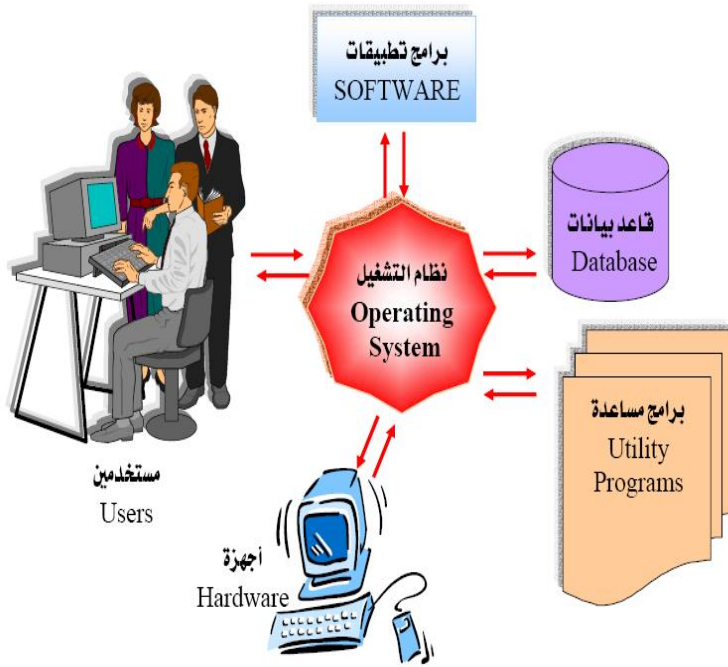 برامج تطبيقات
SOFTWARE
قاعد بيانات
Database
نظام التشغيل
Operating
System
برامج مساعدة
Utility
Programs
مستخدمين
Users
أجهزة
Hardware